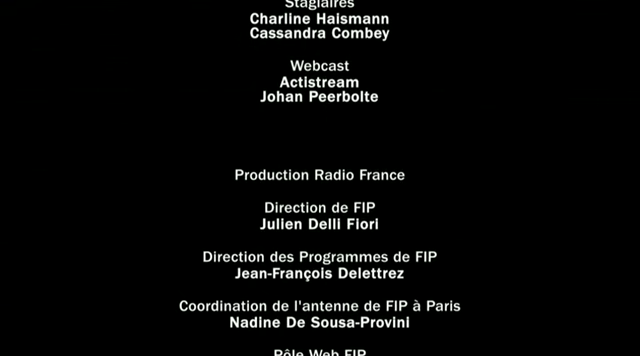 Stagiaires
Charline Haismann
Cassandra Combey
Webcast
Actistream
Johan Peerbolte
Production Radio France
Direction de FIP
Julien Delli Fiori
Direction des Programmes de FIP
Jean-François Delettrez
Coordination de l'antenne de FIP à Paris
Nadine De Sousa-Provini
Pôle Web FIP